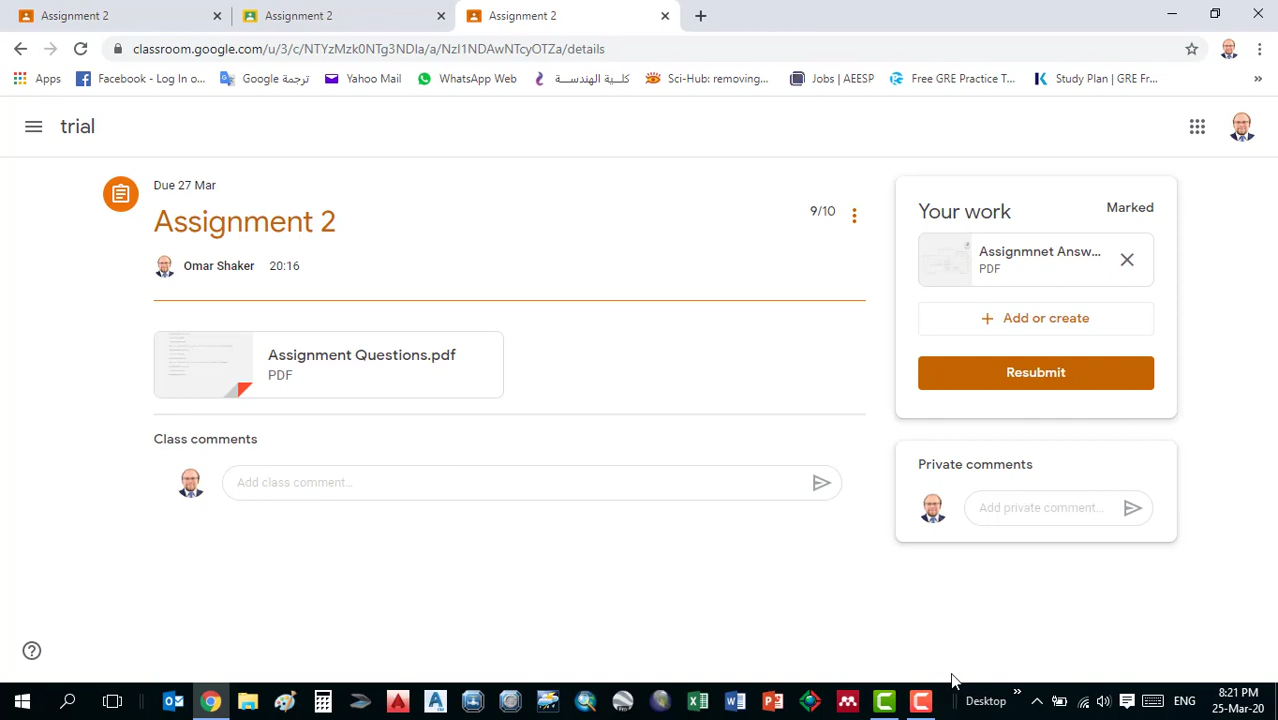 Assignment 2
Assignment 2
Assignment 2
classroom.google.com/u/3/c/NTYzMzk0NTg3NDIa/a/NzI1NDAwNTcyOTZa/details
Apps
Facebook - Log In o...
ترجمة Google
Yahoo Mail
WhatsApp Web
كلــية الهندســـة
Sci-Hub: removing...
Jobs | AEESP
Free GRE Practice T...
Study Plan | GRE Fr...
trial
Due 27 Mar
Assignment 2
9/10
Omar Shaker 20:16
Assignment Questions.pdf
PDF
Class comments
Add class comment...
Your work
Marked
Assignmnet Answ...
PDF
Add or create
Resubmit
Private comments
Add private comment...
Desktop
ENG
8:21 PM
25-Mar-20